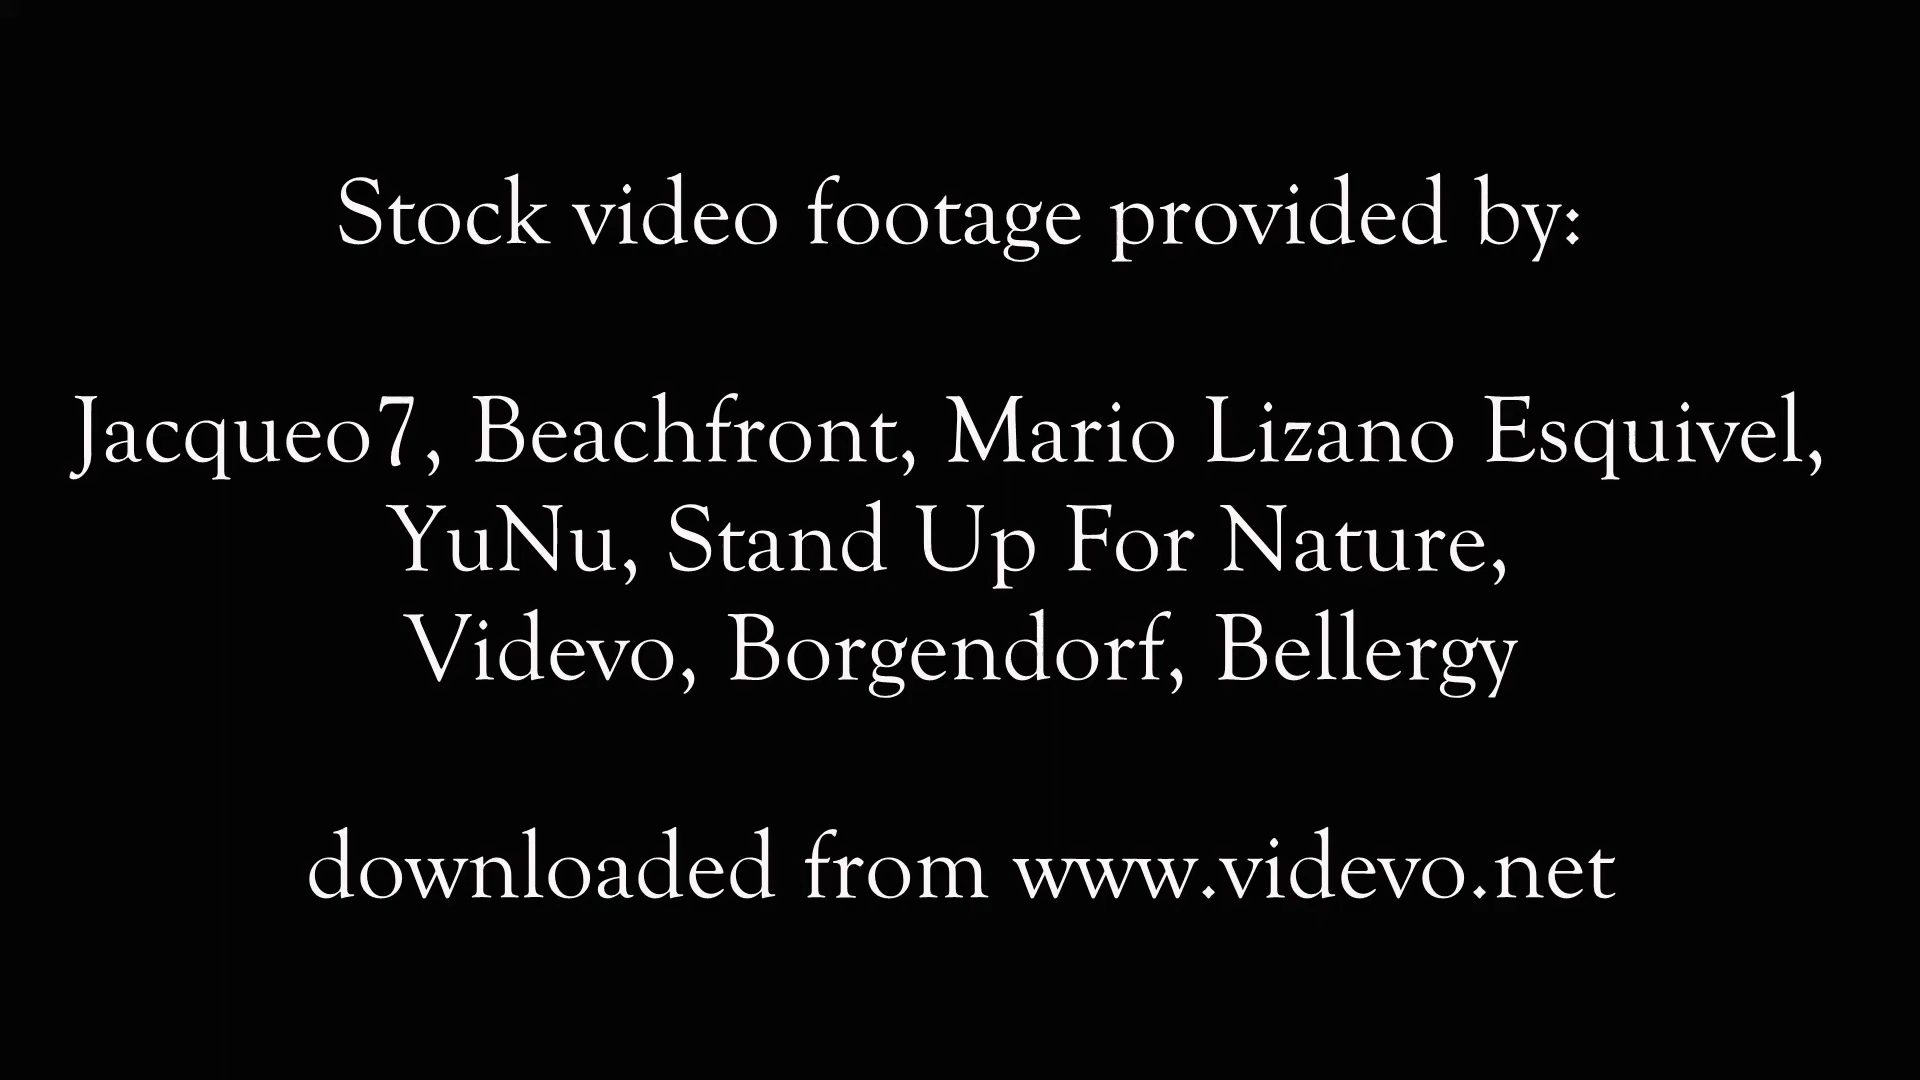 Stock video footage provided by:
Jacqueo7, Beachfront, Mario Lizano Esquivel,
YuNu, Stand Up For Nature,
Videvo, Borgendorf, Bellergy
downloaded from www.videvo.net